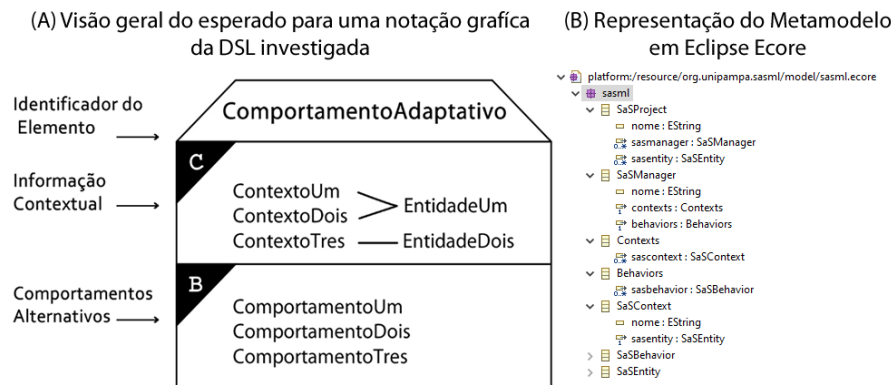 (A) Visão geral do esperado para uma notação grafíca
da DSL investigada
Identificador do
Elemento
ComportamentoAdaptativo
Informação
Contextual
C
ContextoUm
ContextoDois
EntidadeUm
ContextoTres
EntidadeDois
Comportamentos
Alternativos
B
ComportamentoUm
ComportamentoDois
ComportamentoTres
(B) Representação do Metamodelo
em Eclipse Ecore
platform:/resource/org.unipampa.sasml/model/sasml.ecore
sasml
SaSProject
nome : EString
sasmanager : SaSManager
sasentity : SaSEntity
SaSManager
nome : EString
contexts : Contexts
behaviors : Behaviors
Contexts
sascontext : SaSContext
Behaviors
sasbehavior : SaSBehavior
SaSContext
nome : EString
sasentity : SaSEntity
SaSBehavior
SaSEntity